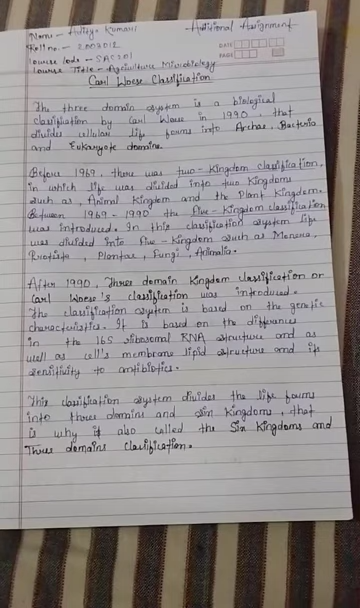 Name - Aditya Kumari - Autional Assignment
Roll no. - 2003012
DATE
Course Code - SAC301
PAGE
Course Title - Agriculture Microbiology
Carl Woese Classification
The three domain system is a biological
classification by Carl Woese in 1990, that
divides cellular life forms into Archae, Bacteria
and Eukaryote domains.
Before 1969, there was two-Kingdom classification,
in which life was divided into two Kingdoms
such as, Animal Kingdom and the Plant Kingdom.
Between 1969-1990 the five-kingdom classification
was introduced. In this classification system life
was divided into five-kingdoms such as Monera,
Protista, Plantae, Fungi, Animalia.
After 1990, Three domain Kingdom classification or
Carl Woese's classification was introduced.
The classification system is based on the genetic
characteristics. It is based on the differences
in the 16S ribosomal RNA structure and as
well as cell's membrane lipid structure and its
sensitivity to antibiotics.
This classification system divides the life forms
into three domains and six Kingdoms, that
is why it also called the Six Kingdoms and
Three domains Classification.